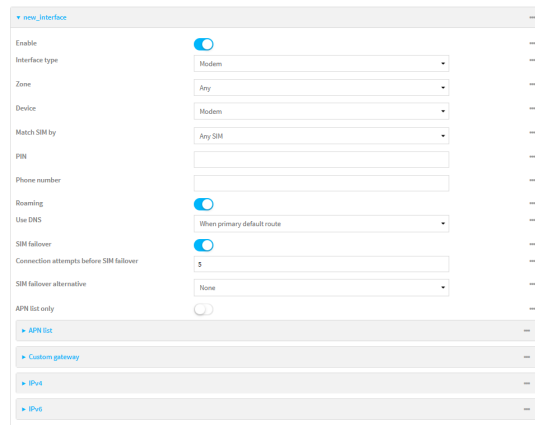 new_interface
Enable
Interface type
Modem
Zone
Any
Device
Modem
Match SIM by
Any SIM
PIN
Phone number
Roaming
Use DNS
When primary default route
SIM failover
Connection attempts before SIM failover
5
SIM failover alternative
None
APN list only
APN list
Custom gateway
IPv4
IPv6